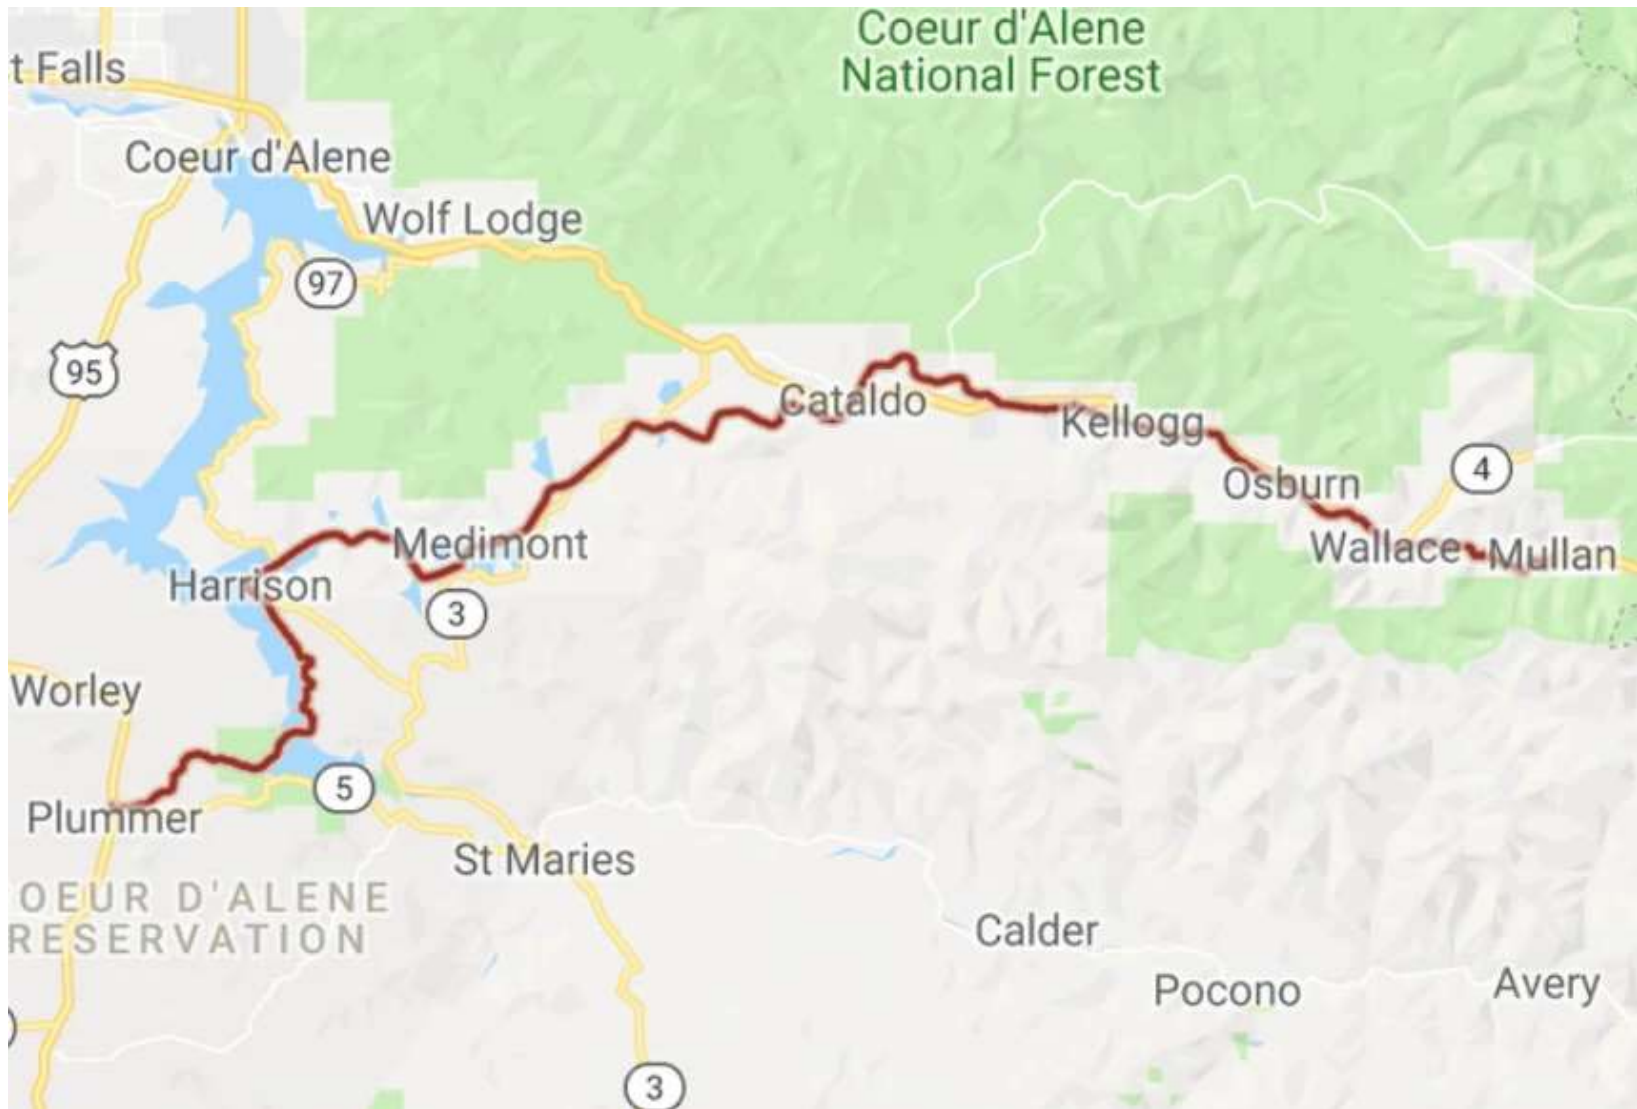 Coeur d'Alene
National Forest
t Falls
Coeur d'Alene
Wolf Lodge
97
95
Cataldo
Kellogg
4
Osburn
Medimont
Wallace
Mullan
Harrison
3
Worley
5
Plummer
St Maries
OEUR D'ALENE
RESERVATION
Calder
Pocono
Avery
3